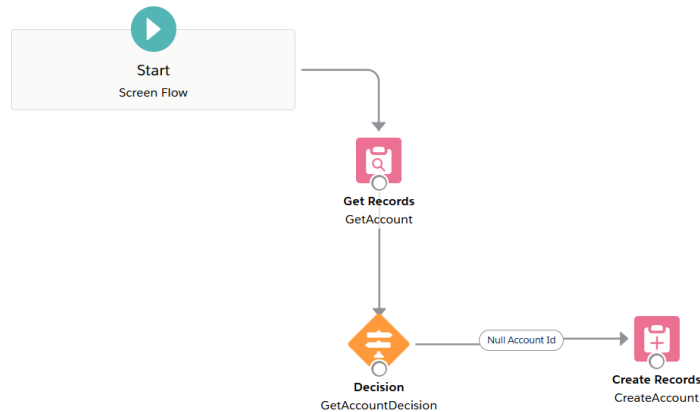 Start
Screen Flow
Get Records
GetAccount
Null Account Id
Decision
GetAccountDecision
Create Records
CreateAccount